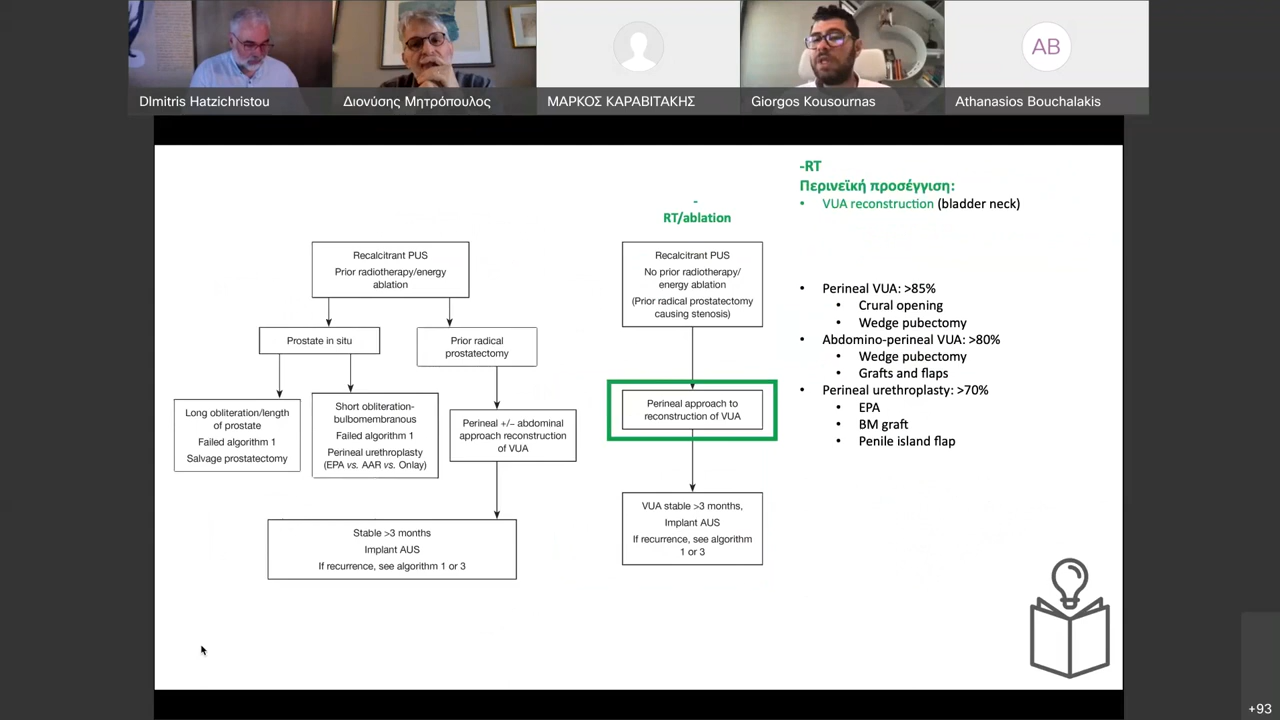 DImitris Hatzichristou
Διονύσης Μητρόπουλος
ΜΑΡΚΟΣ ΚΑΡΑΒΙΤΑΚΗΣ
Giorgos Kousournas
AB
Athanasios Bouchalakis
-RT
Περινεϊκή προσέγγιση:
• VUA reconstruction (bladder neck)
-
RT/ablation
Recalcitrant PUS
Prior radiotherapy/energy
ablation
Prostate in situ
Prior radical
prostatectomy
Long obliteration/length
of prostate
Failed algorithm 1
Salvage prostatectomy
Short obliteration-
bulbomembranous
Failed algorithm 1
Perineal urethroplasty
(EPA vs. AAR vs. Onlay)
Perineal +/– abdominal
approach reconstruction
of VUA
Stable >3 months
Implant AUS
If recurrence, see algorithm 1 or 3
Recalcitrant PUS
No prior radiotherapy/
energy ablation
(Prior radical prostatectomy
causing stenosis)
Perineal approach to
reconstruction of VUA
VUA stable >3 months,
Implant AUS
If recurrence, see algorithm
1 or 3
• Perineal VUA: >85%
• Crural opening
• Wedge pubectomy
• Abdomino-perineal VUA: >80%
• Wedge pubectomy
• Grafts and flaps
• Perineal urethroplasty: >70%
• EPA
• BM graft
• Penile island flap
+93